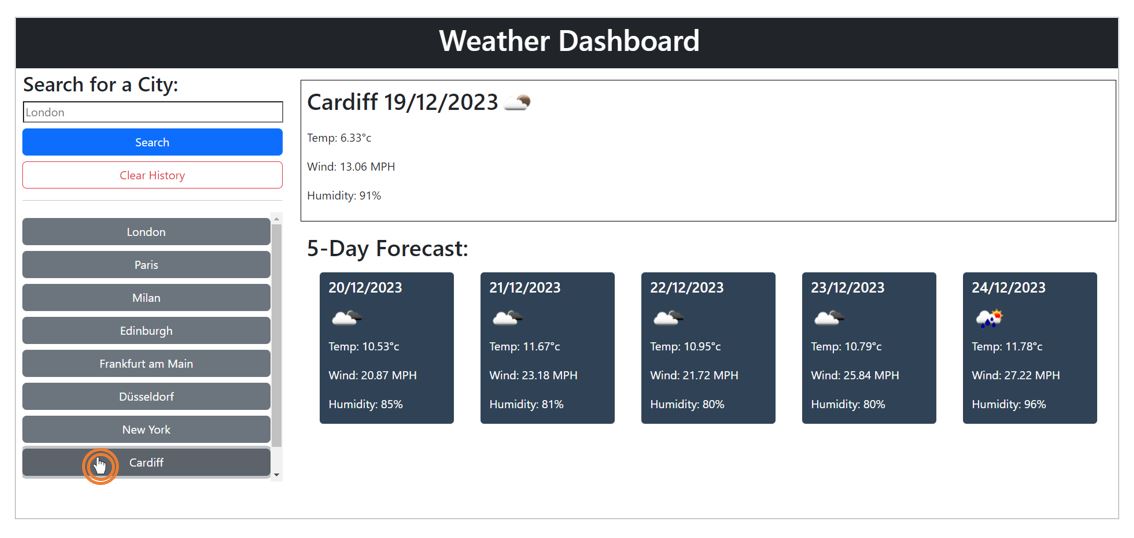 Weather Dashboard
Search for a City:
London
Search
Clear History
London
Paris
Milan
Edinburgh
Frankfurt am Main
Düsseldorf
New York
Cardiff
Cardiff 19/12/2023
Temp: 6.33°c
Wind: 13.06 MPH
Humidity: 91%
5-Day Forecast:
20/12/2023
Temp: 10.53°c
Wind: 20.87 MPH
Humidity: 85%
21/12/2023
Temp: 11.67°c
Wind: 23.18 MPH
Humidity: 81%
22/12/2023
Temp: 10.95°c
Wind: 21.72 MPH
Humidity: 80%
23/12/2023
Temp: 10.79°c
Wind: 25.84 MPH
Humidity: 80%
24/12/2023
Temp: 11.78°c
Wind: 27.22 MPH
Humidity: 96%